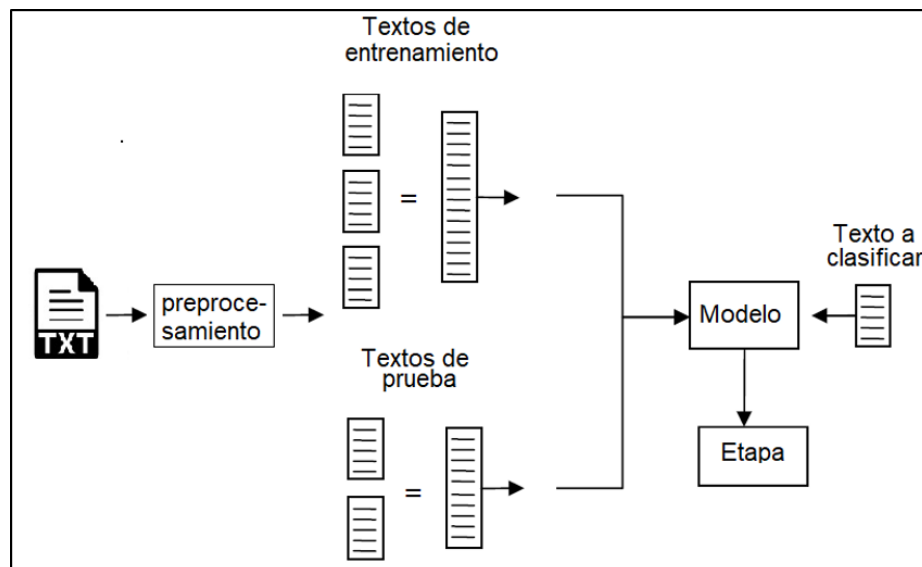 Textos de
entrenamiento
=
Texto a
clasificar
TXT
preproce-
samiento
Modelo
Textos de
prueba
Etapa
=